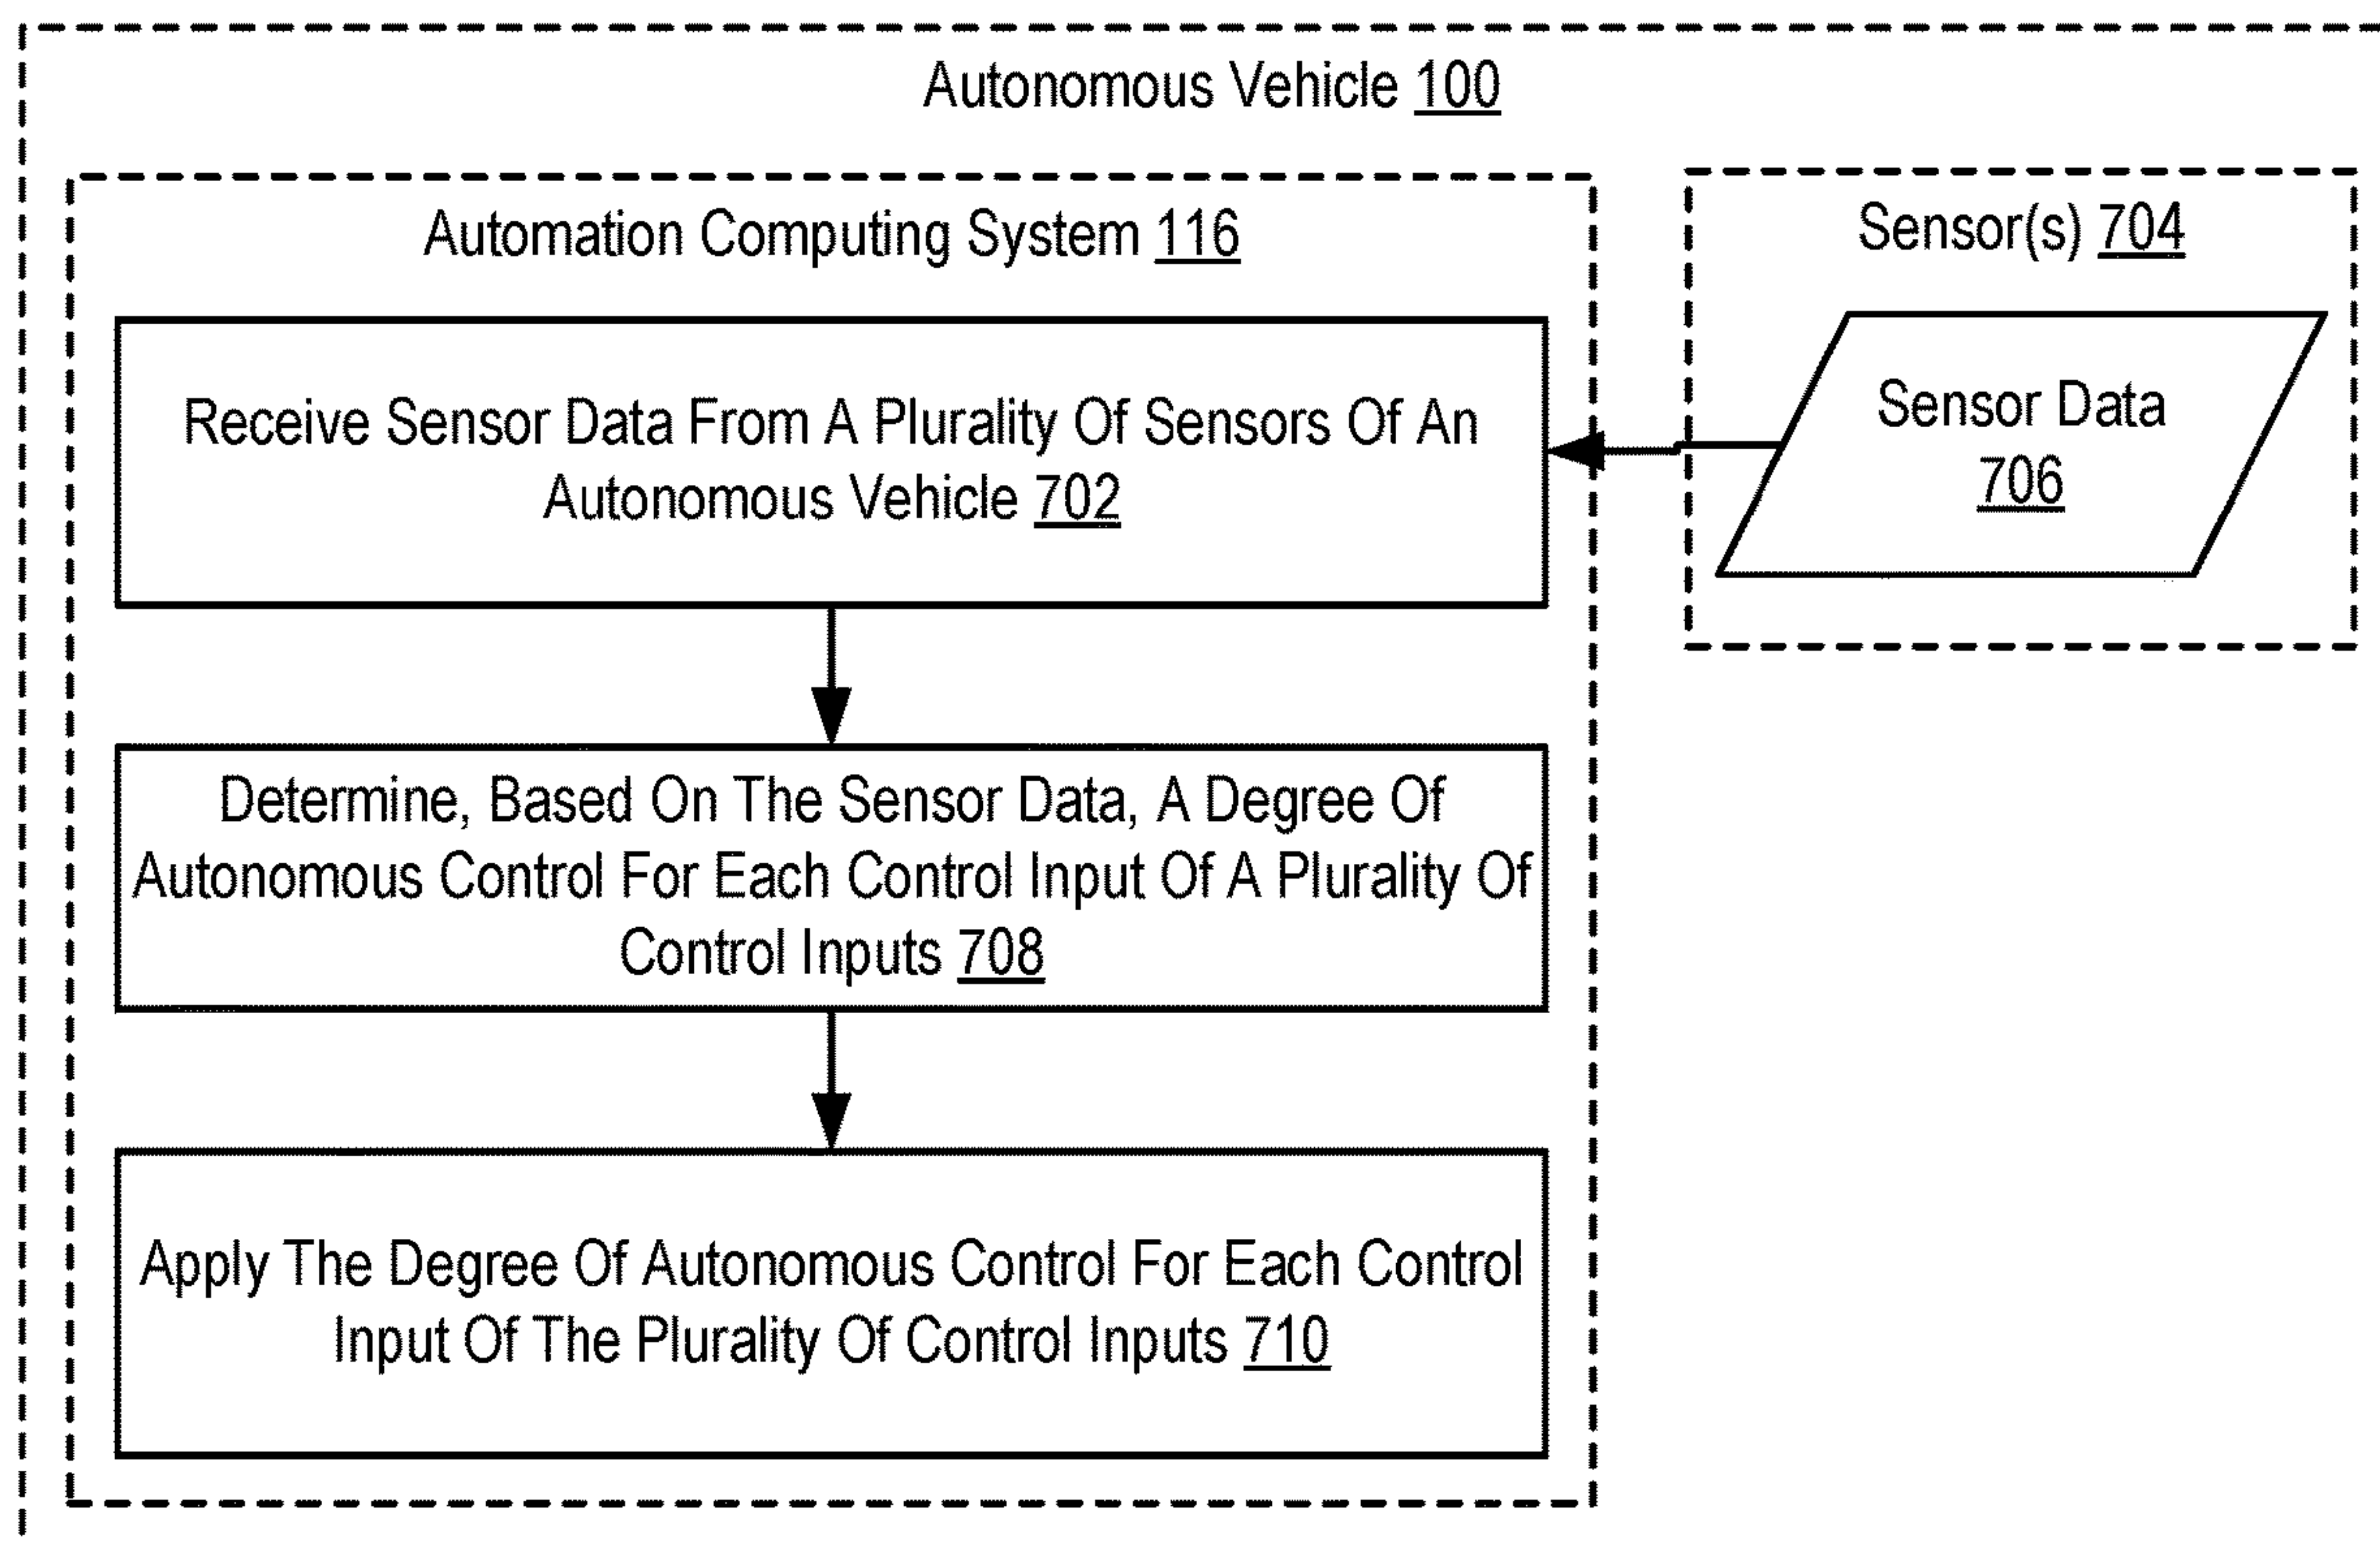 Autonomous Vehicle 100
Automation Computing System 116
Sensor(s) 704
Receive Sensor Data From A Plurality Of Sensors Of An
Autonomous Vehicle 702
Sensor Data
706
Determine, Based On The Sensor Data, A Degree Of
Autonomous Control For Each Control Input Of A Plurality Of
Control Inputs 708
Apply The Degree Of Autonomous Control For Each Control
Input Of The Plurality Of Control Inputs 710